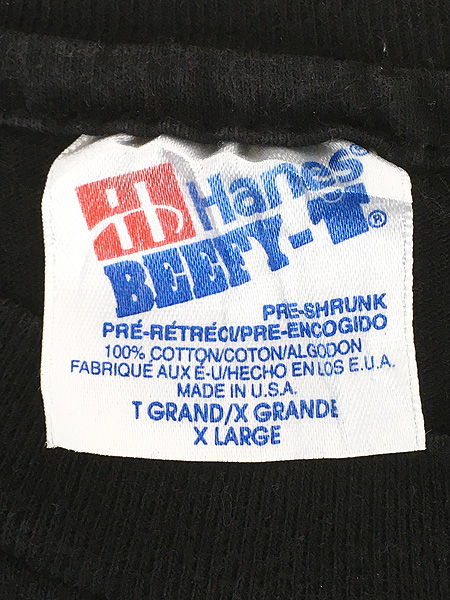 Hanes®
BEEFY-T®
PRE-SHRUNK
PRÉ-RÉTRÉCI/PRE-ENCOGIDO
100% COTTON/COTON/ALGODON
FABRIQUÉ AUX É-U/HECHO EN LOS E.U.A.
MADE IN U.S.A.
T GRAND/X GRANDE
X LARGE